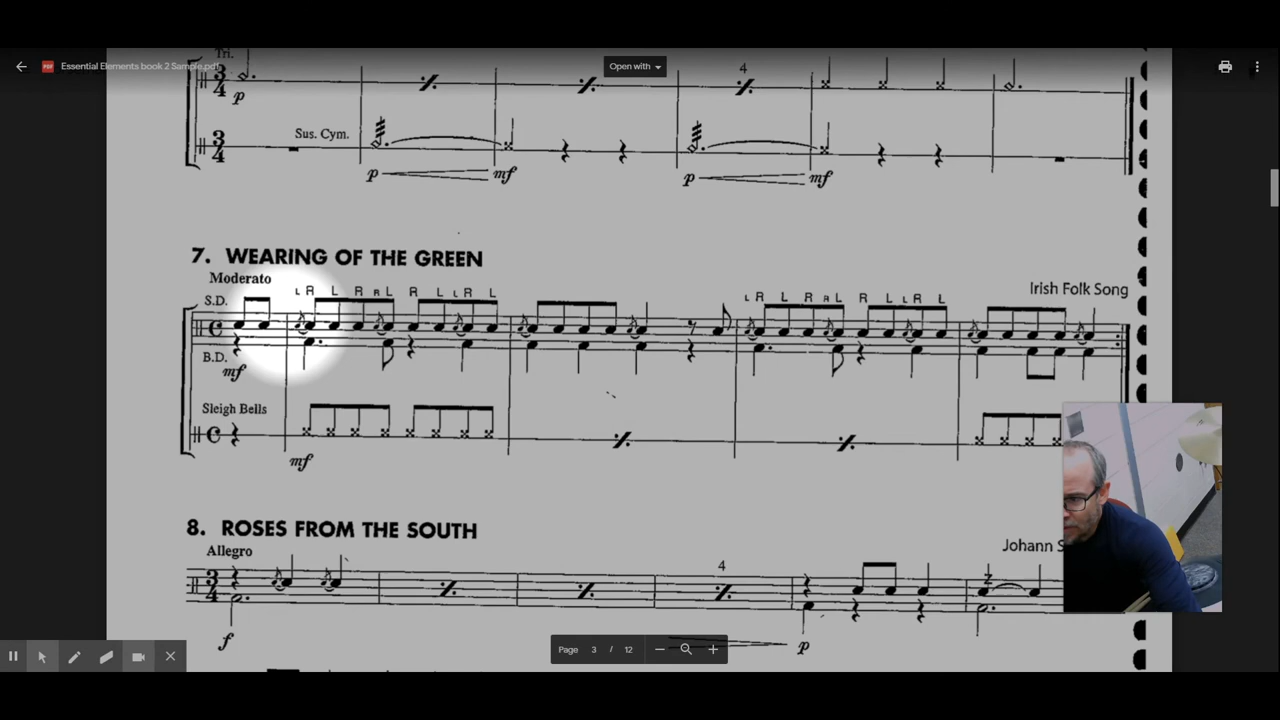 Tri.
Essential Elements book 2 Sample.pdf
Open with
4
3
4
p
Sus. Cym.
3
4
p mf p mf
7. WEARING OF THE GREEN
Moderato
Irish Folk Song
L R L R R L R L L R L L R L R R L R L L R L
S.D.
B.D.
mf
Sleigh Bells
mf
8. ROSES FROM THE SOUTH
Johann S
Allegro
4
3
4
z
f p
Page 3 / 12